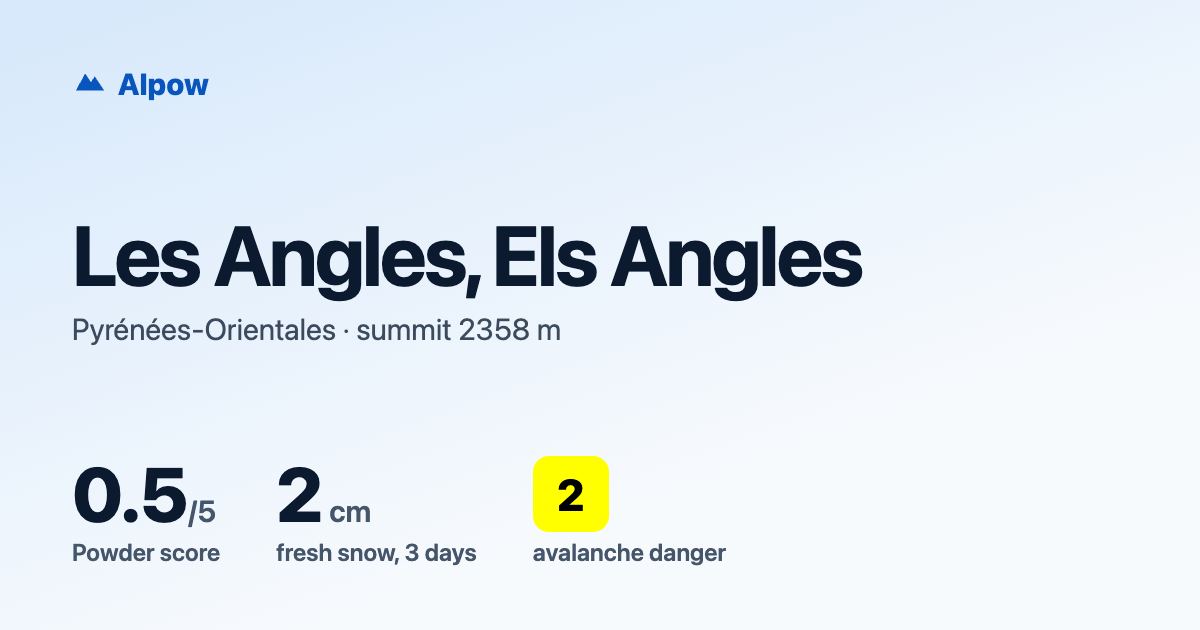 Alpow
Les Angles, Els Angles
Pyrénées-Orientales · summit 2358 m
0.5/5
Powder score
2 cm
fresh snow, 3 days
2
avalanche danger